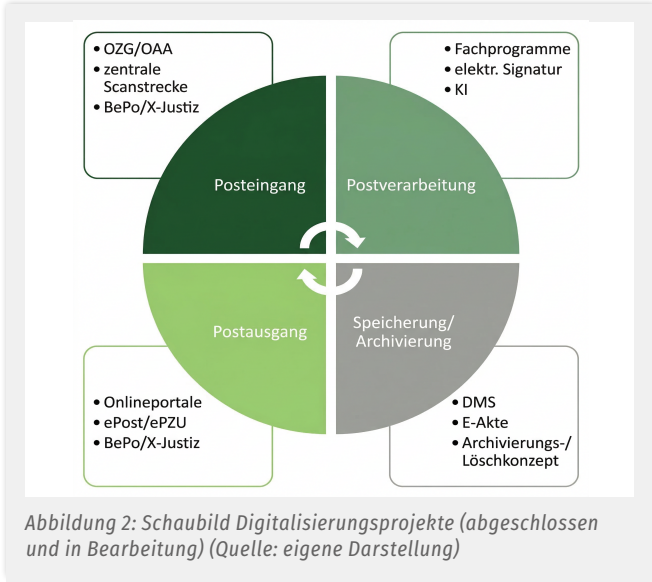 • OZG/OAA
• zentrale
Scanstrecke
• BePo/X-Justiz
• Fachprogramme
• elektr. Signatur
• KI
Posteingang
Postverarbeitung
Postausgang
Speicherung/
Archivierung
• Onlineportale
• ePost/ePZU
• BePo/X-Justiz
• DMS
• E-Akte
• Archivierungs-/
Löschkonzept
Abbildung 2: Schaubild Digitalisierungsprojekte (abgeschlossen
und in Bearbeitung) (Quelle: eigene Darstellung)